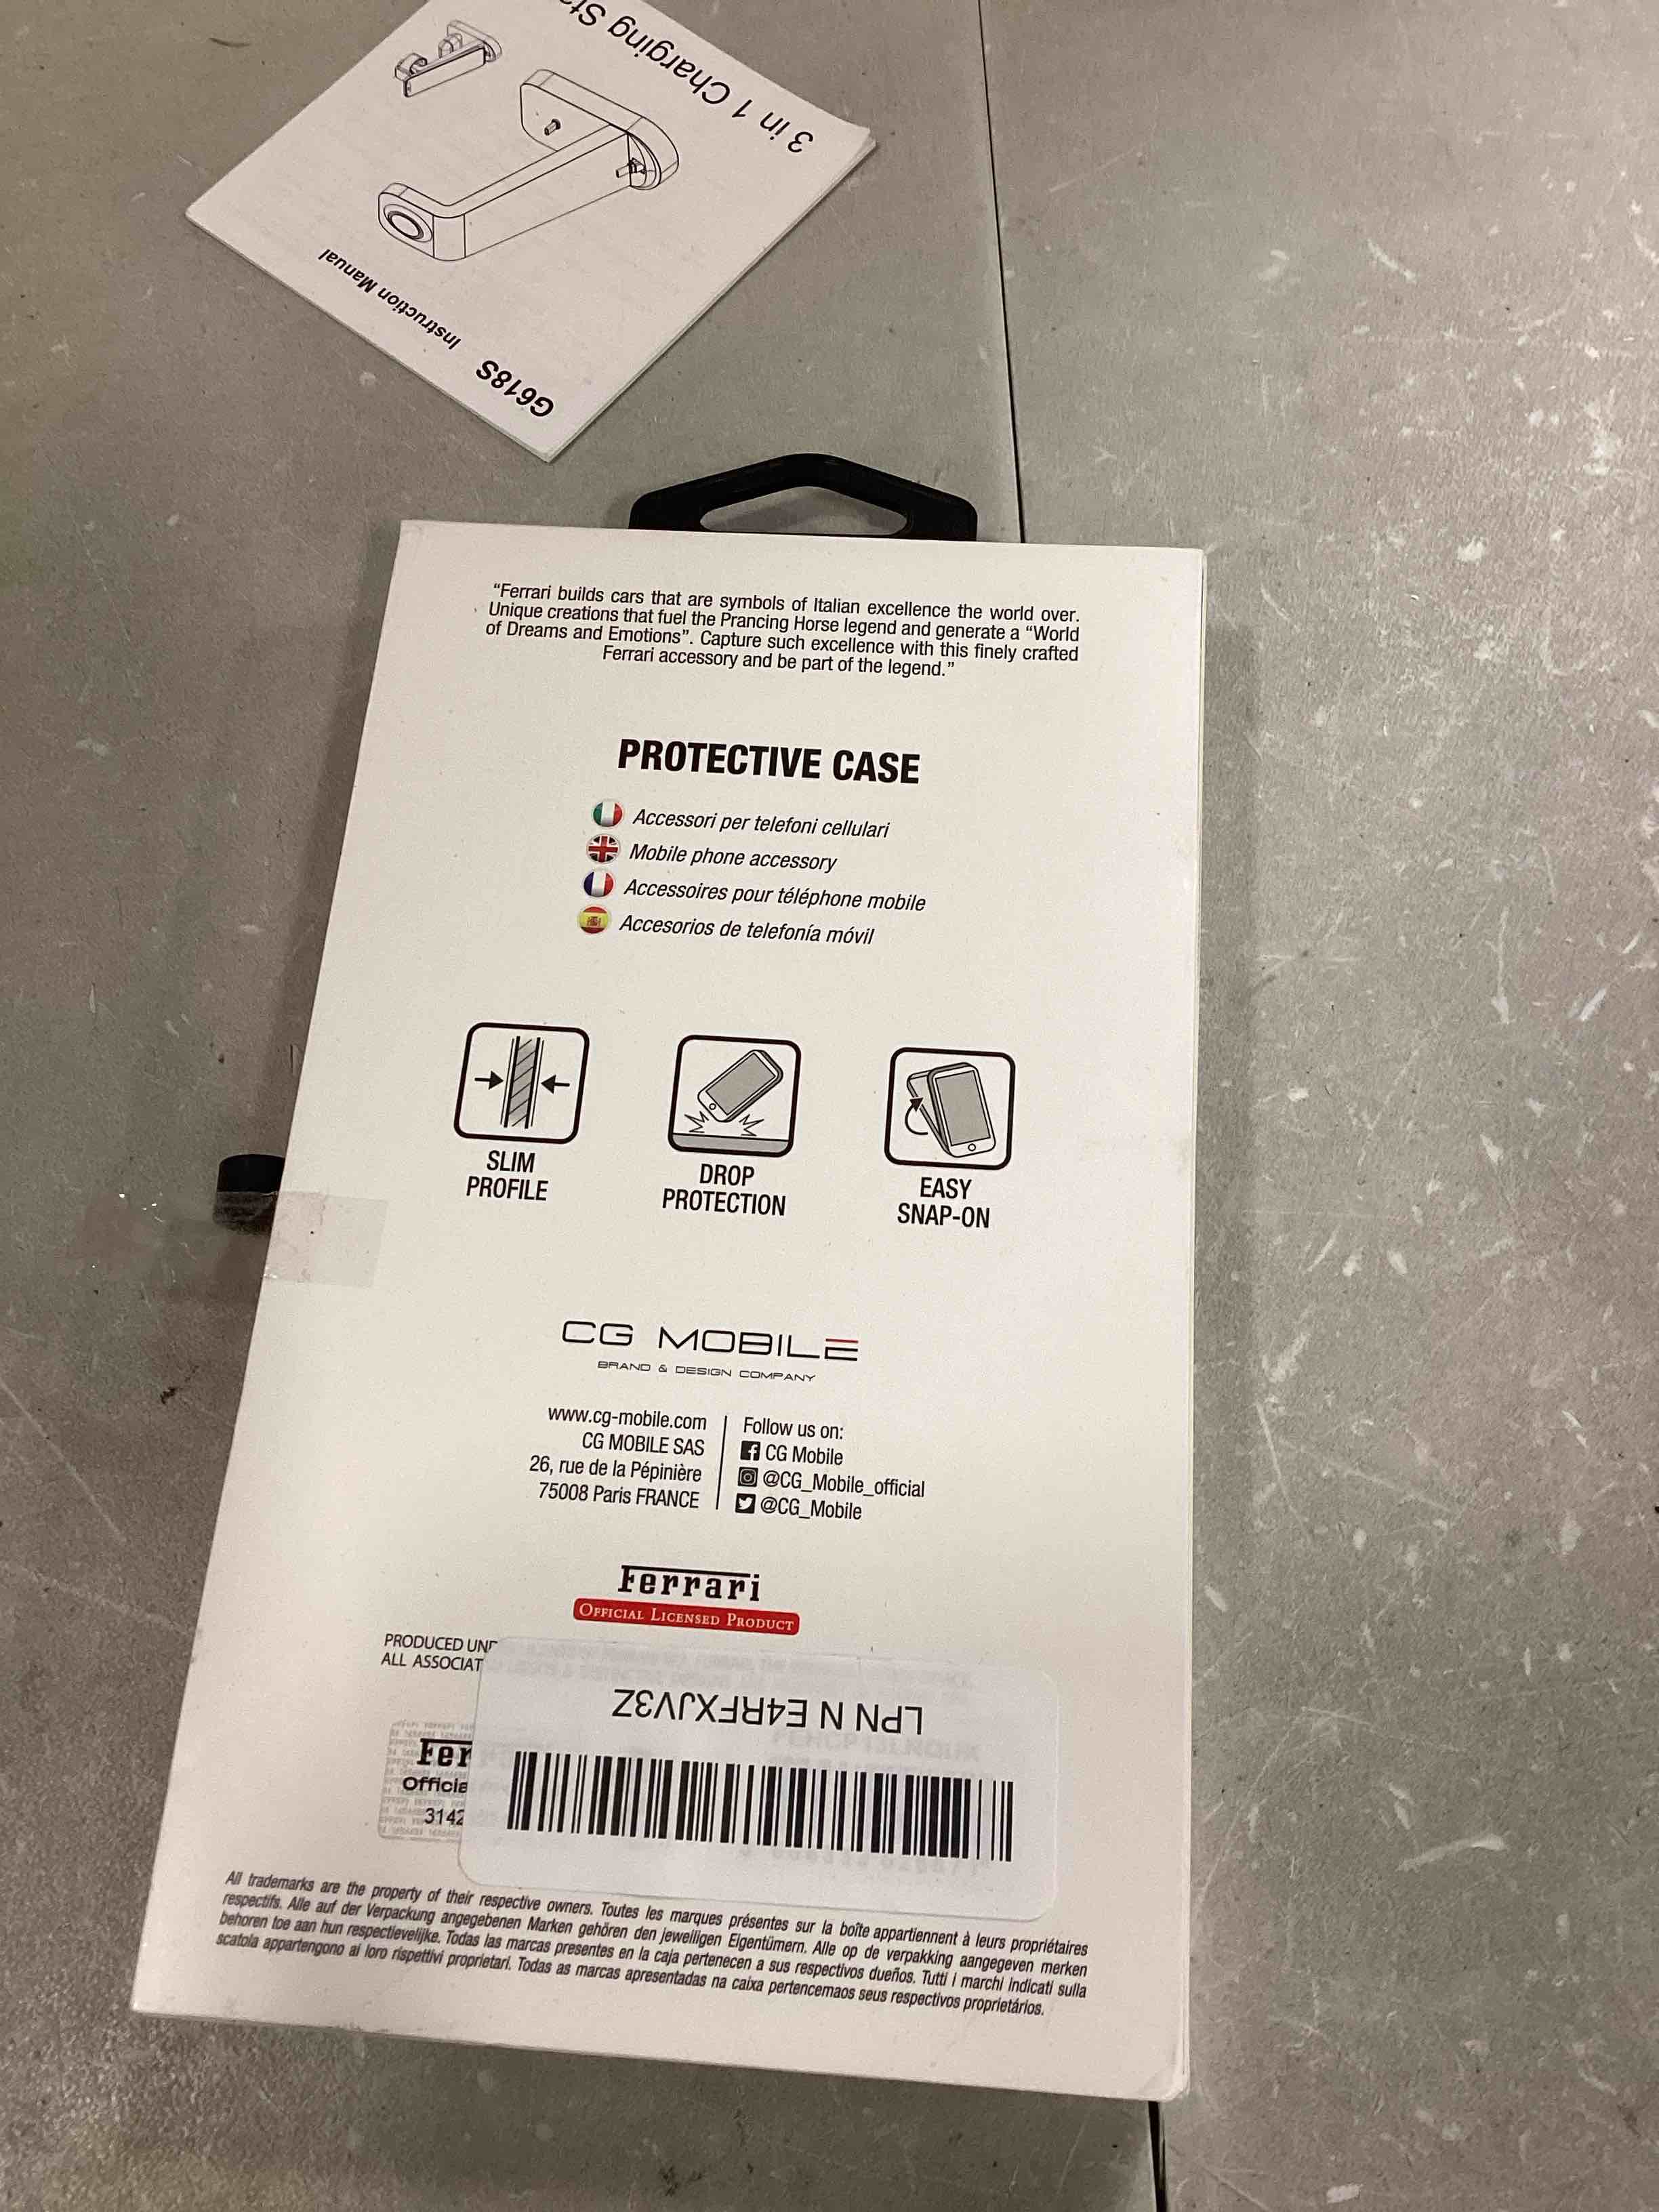 3 in 1 Charging
G618S
Instruction Manual
“Ferrari builds cars that are symbols of Italian excellence the world over.
Unique creations that fuel the Prancing Horse legend and generate a “World
of Dreams and Emotions”. Capture such excellence with this finely crafted
Ferrari accessory and be part of the legend.”
PROTECTIVE CASE
Accessori per telefoni cellulari
Mobile phone accessory
Accessoires pour téléphone mobile
Accesorios de telefonía móvil
SLIM
PROFILE
DROP
PROTECTION
EASY
SNAP-ON
CG MOBILE
BRAND & DESIGN COMPANY
www.cg-mobile.com
CG MOBILE SAS
26, rue de la Pépinière
75008 Paris FRANCE
Follow us on:
CG Mobile
@CG_Mobile_official
@CG_Mobile
Ferrari
OFFICIAL LICENSED PRODUCT
PRODUCED
ALL ASSOCIAT
LPN N E4RFXJV3Z
Fer
Officia
3142
All trademarks are the property of their respective owners. Toutes les marques présentes sur la boîte appartiennent à leurs propriétaires
respectifs. Alle auf der Verpackung angegebenen Marken gehören den jeweiligen Eigentümern. Alle op de verpakking aangegeven merken
behoren toe aan hun respectievelijke. Todas las marcas presentes en la caja pertenecen a sus respectivos dueños. Tutti i marchi indicati sulla
scatola appartengono ai loro rispettivi proprietari. Todas as marcas apresentadas na caixa pertencemaos seus respectivos proprietários.